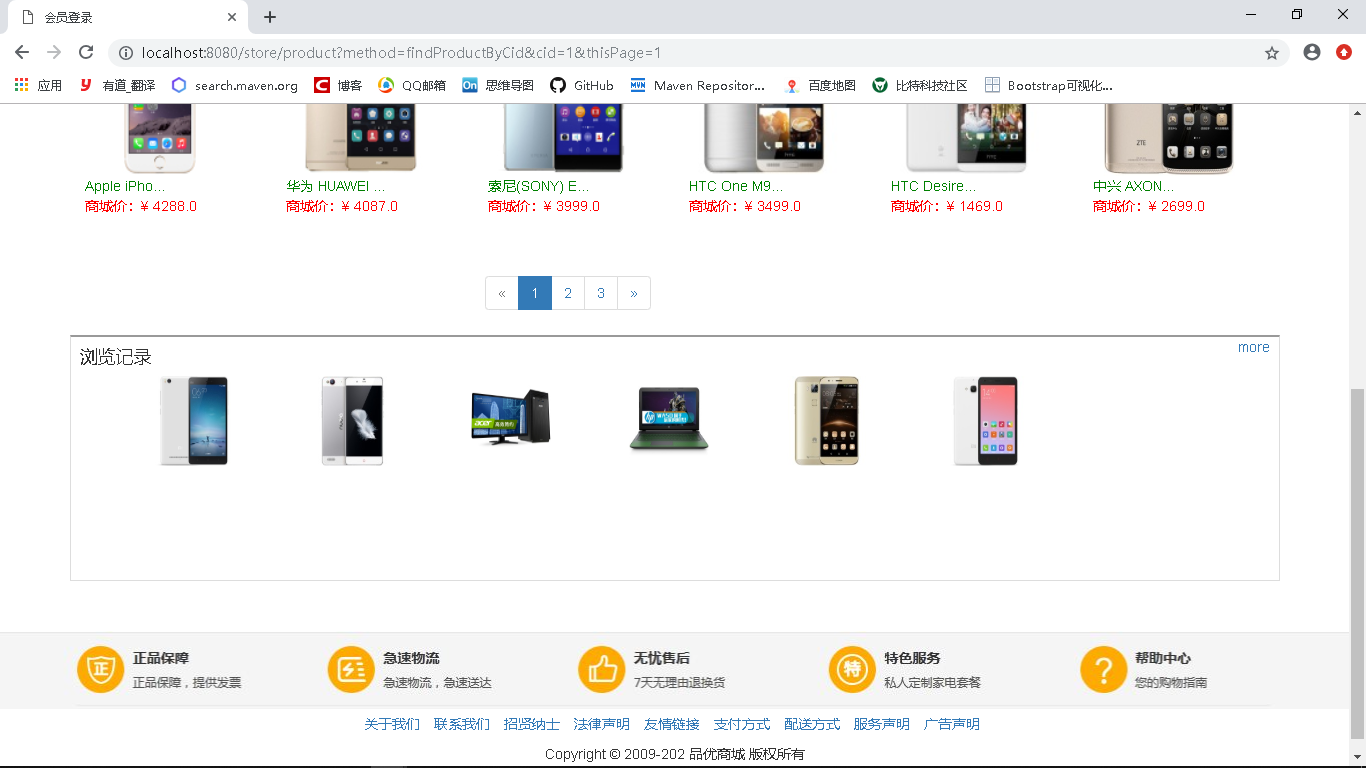 会员登录
localhost:8080/store/product?method=findProductByCid&cid=1&thisPage=1
应用 有道_翻译 search.maven.org 博客 QQ邮箱 思维导图 GitHub Maven Repositor... 百度地图 比特科技社区 Bootstrap可视化...
Apple iPho... 华为 HUAWEI ... 索尼(SONY) E... HTC One M9... HTC Desire... 中兴 AXON...
商城价：¥ 4288.0 商城价：¥ 4087.0 商城价：¥ 3999.0 商城价：¥ 3499.0 商城价：¥ 1469.0 商城价：¥ 2699.0
« 1 2 3 »
浏览记录 more
正品保障 急速物流 无忧售后 特色服务 帮助中心
正品保障，提供发票 急速物流，急速送达 7天无理由退换货 私人定制家电套餐 您的购物指南
关于我们 联系我们 招贤纳士 法律声明 友情链接 支付方式 配送方式 服务声明 广告声明
Copyright © 2009-202 品优商城 版权所有